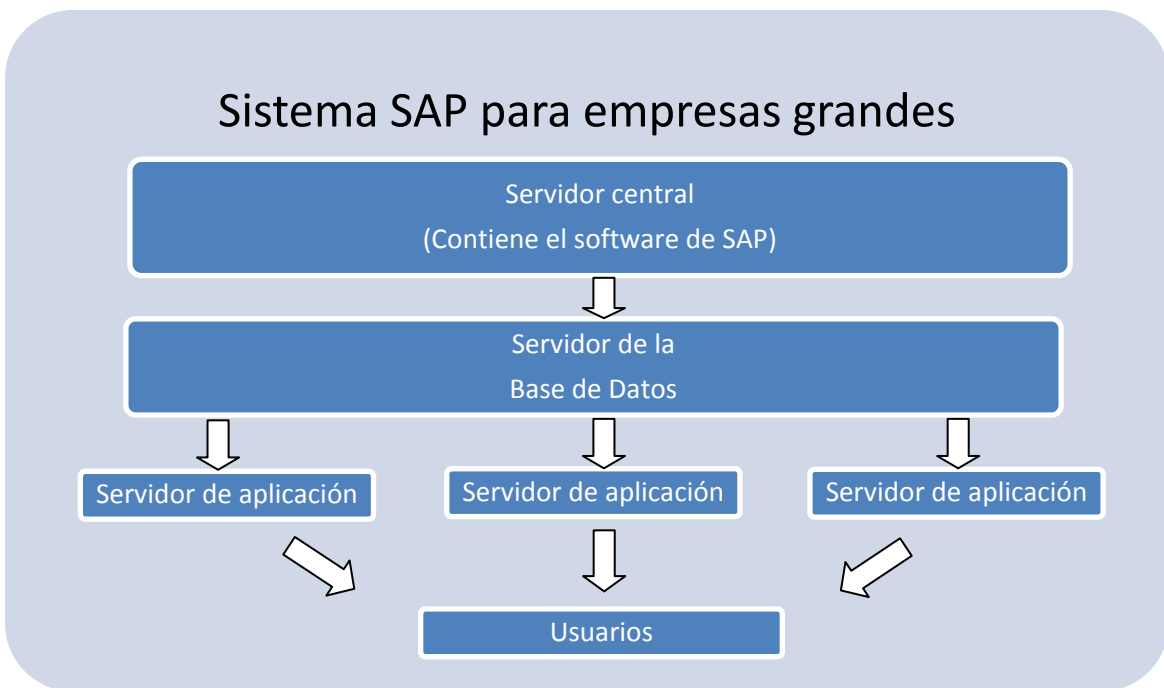 Sistema SAP para empresas grandes
Servidor central
(Contiene el software de SAP)
Servidor de la
Base de Datos
Servidor de aplicación
Servidor de aplicación
Servidor de aplicación
Usuarios